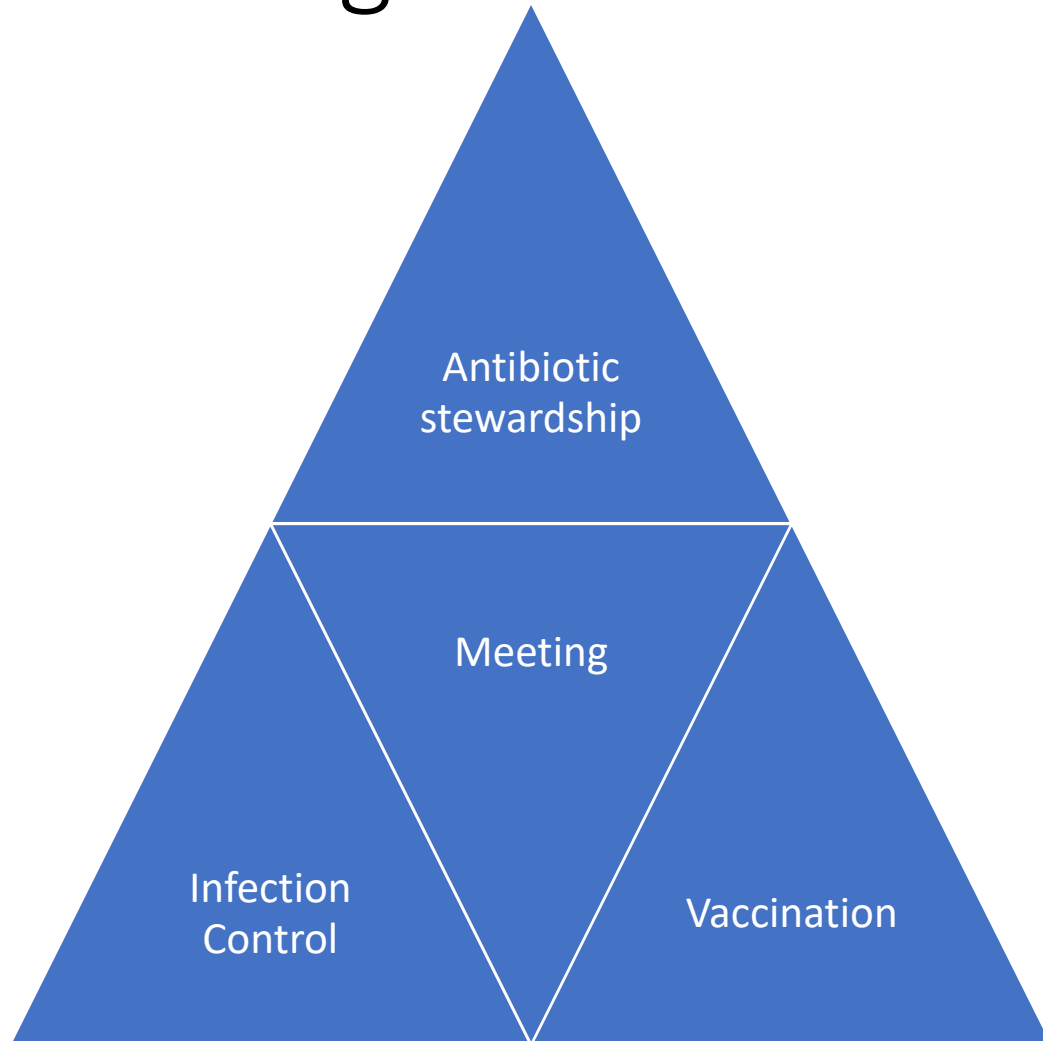 Antibiotic
stewardship
Meeting
Infection
Control
Vaccination